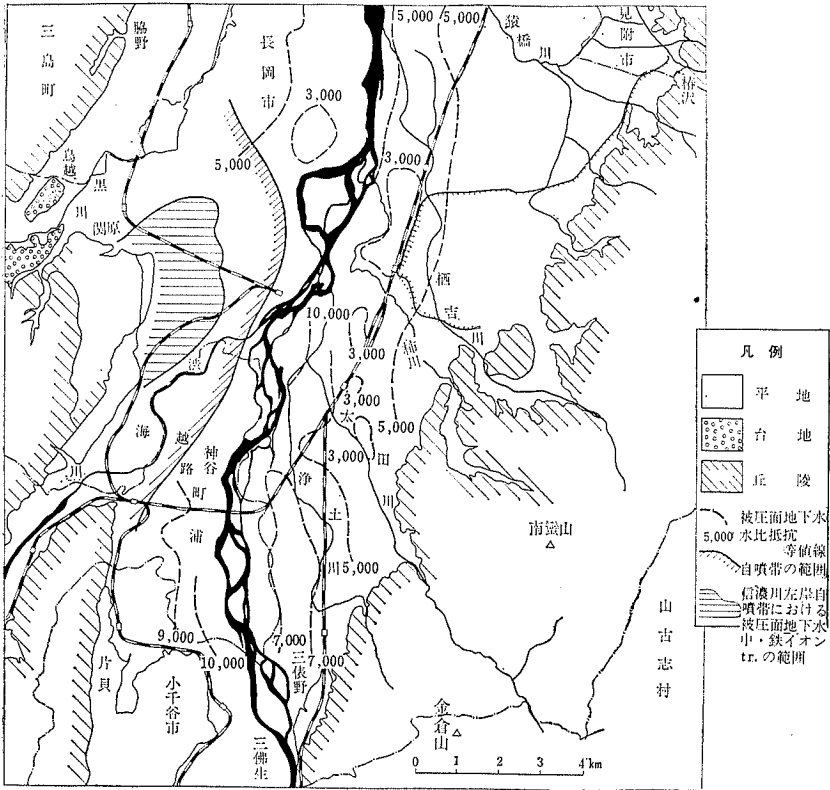 三島町
脇野
長岡市
5,000 5,000
猿橋川
見附市
椿沢
3,000
5,000
3,000
鳥越
黒川
関原
栖吉川
10,000
柿川
3,000
渋海川
3,000
太田川
5,000
3,000
越路町
神谷
浦
浄土川
5,000
南蛮山
山古志村
9,000
10,000
7,000
7,000
三俵野
片貝
小千谷市
金倉山
三仏生
0 1 2 3 4 km
凡例
平地
台地
丘陵
被圧面地下水
5,000 水比抵抗
等値線
自噴帯の範囲
信濃川左岸自
噴帯における
被圧面地下水
中・鉄イオン
tr.の範囲